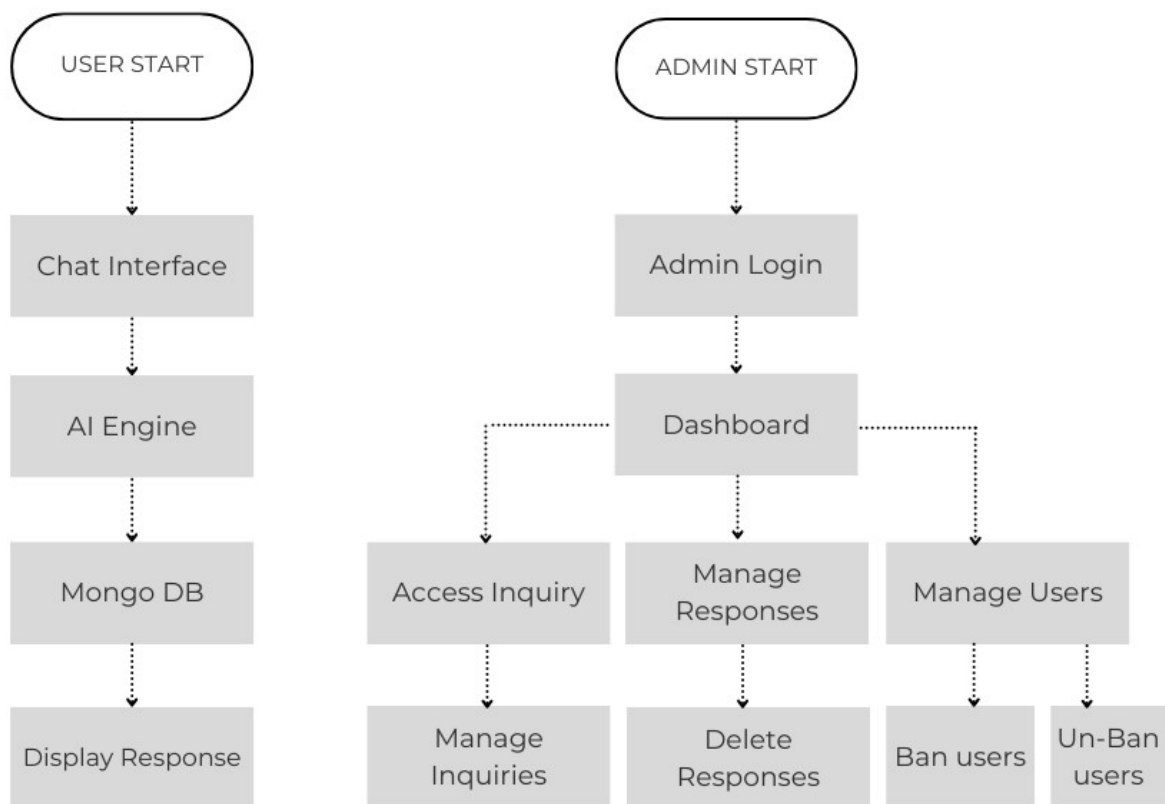 USER START
ADMIN START
Chat Interface
Admin Login
AI Engine
Dashboard
Mongo DB
Access Inquiry
Manage
Responses
Manage Users
Display Response
Manage
Inquiries
Delete
Responses
Ban users
Un-Ban
users